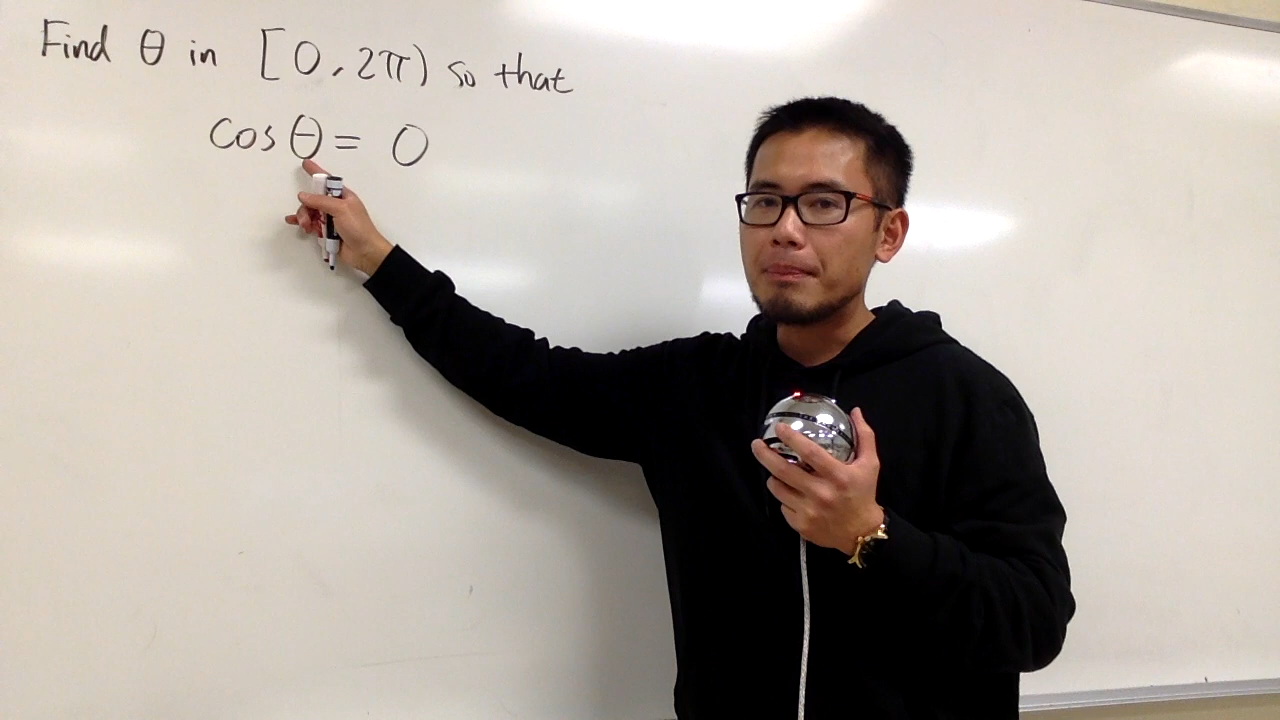 Find θ in [0, 2π) so that
cos θ = 0